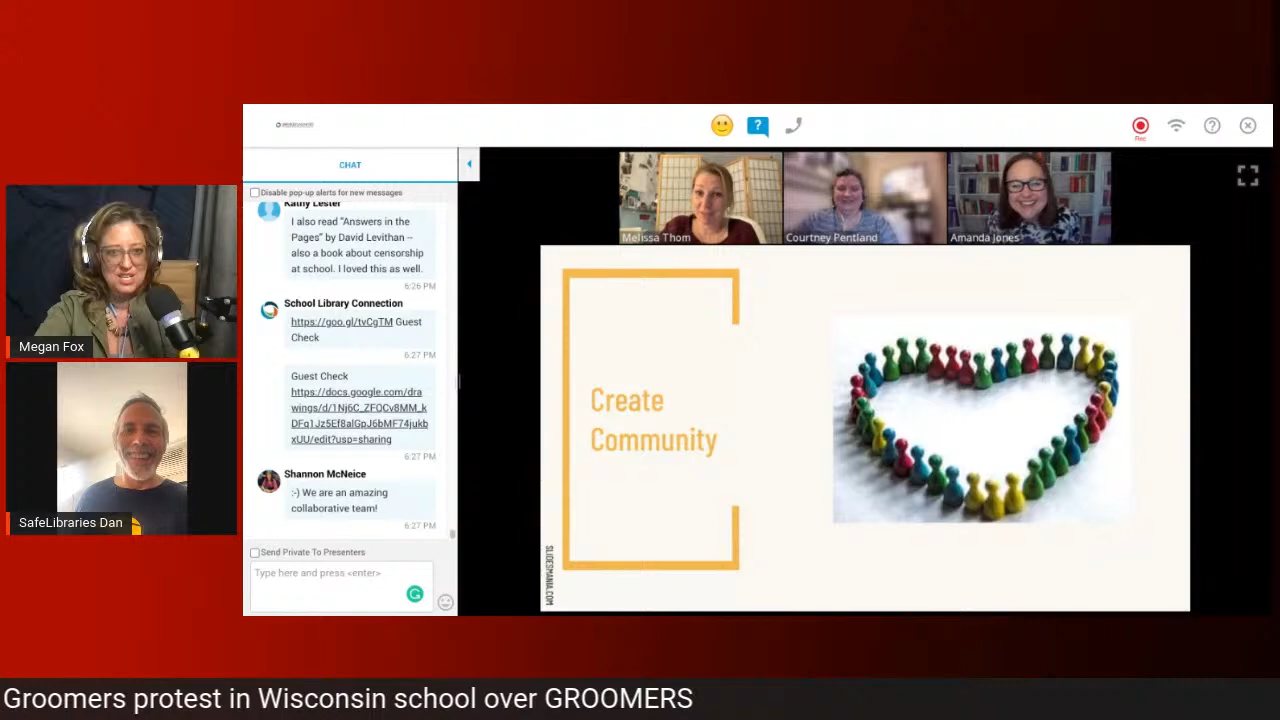 ?
Rec
?
CHAT
Disable pop-up alerts for new messages
Kathy Lester
I also read "Answers in the
Pages" by David Levithan --
also a book about censorship
at school. I loved this as well.
6:26 PM
School Library Connection
https://goo.gl/tvCgTM Guest
Check
6:27 PM
Guest Check
https://docs.google.com/dra
wings/d/1Nj6C_ZFOCv8MM_k
DFq1Jz5Ef8alGpJ6bMF74jukb
xUU/edit?usp=sharing
6:27 PM
Shannon McNeice
:-) We are an amazing
collaborative team!
6:27 PM
Send Private To Presenters
Type here and press <enter>
Megan Fox
SafeLibraries Dan
Melissa Thom
Courtney Pentland
Amanda Jones
Create
Community
SLIDESMANIA.COM
Groomers protest in Wisconsin school over GROOMERS